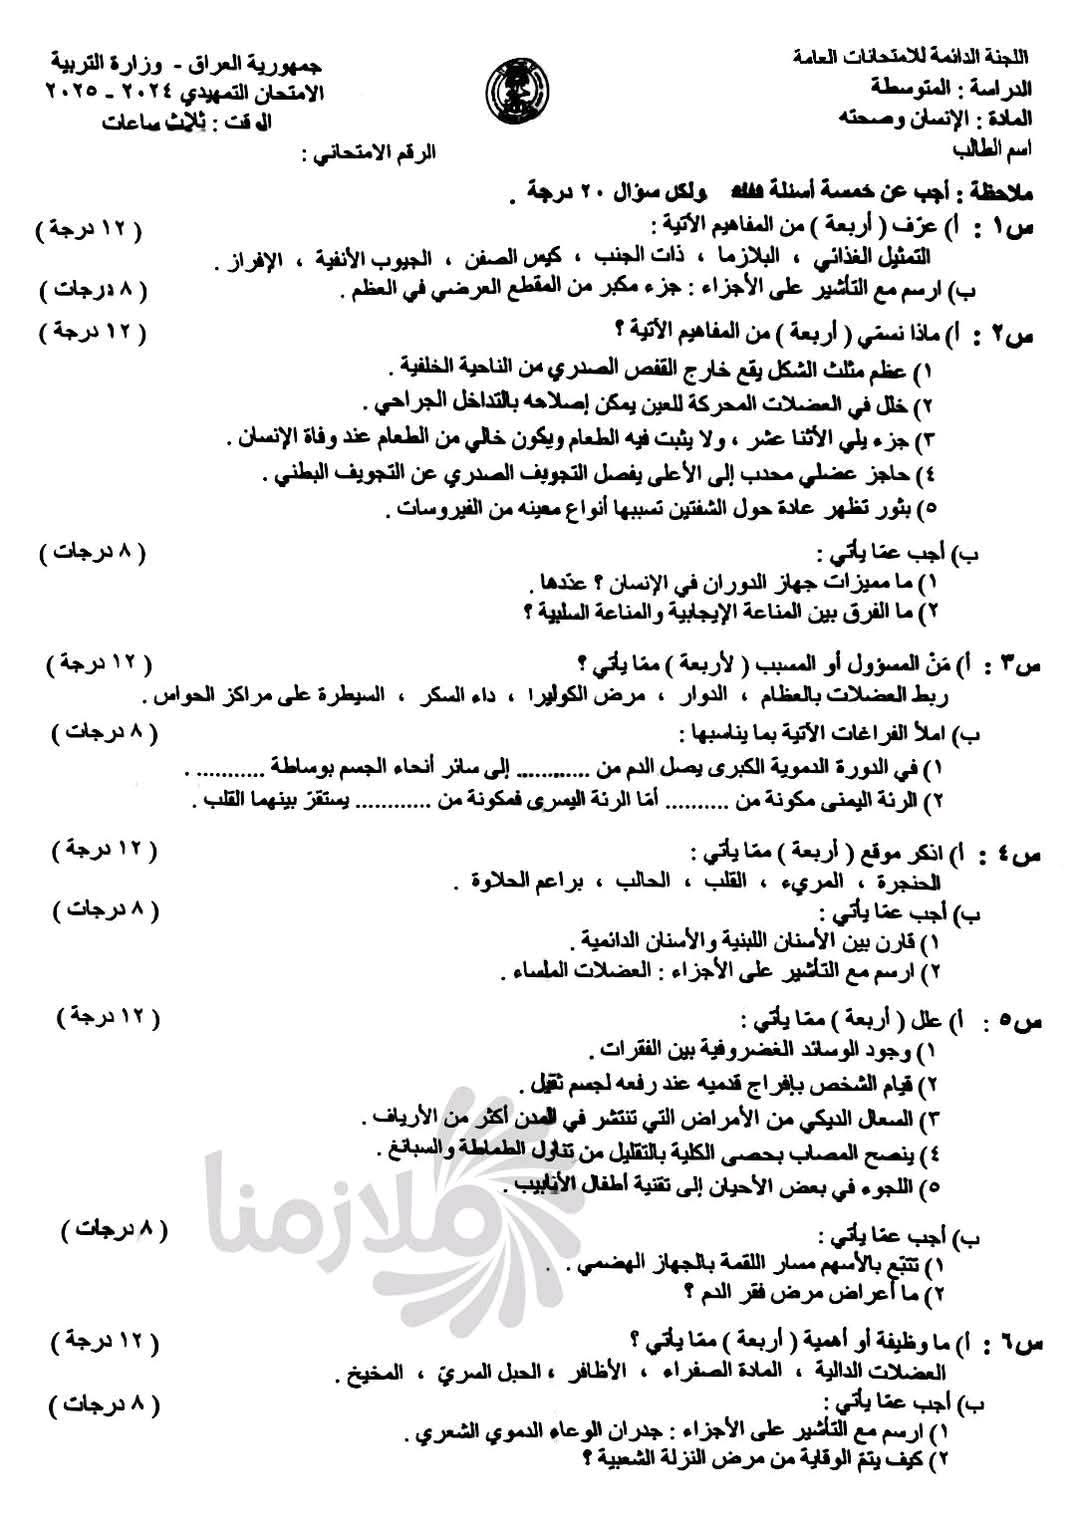 اللجنة الدائمة للامتحانات العامة
الدراسة : المتوسطة
المادة : الإنسان وصحته
اسم الطالب
جمهورية العراق - وزارة التربية
الامتحان التمهيدي ٢٠٢٤ - ٢٠٢٥
الوقت : ثلاث ساعات
الرقم الامتحاني :
ملاحظة : أجب عن خمسة أسئلة فقط ولكل سؤال ٢٠ درجة .
س١ : أ) عرّف ( أربعة ) من المفاهيم الآتية : ( ١٢ درجة )
التمثيل الغذائي ، البلازما ، ذات الجنب ، كيس الصفن ، الجيوب الأنفية ، الإفراز .
ب) ارسم مع التأشير على الأجزاء : جزء مكبر من المقطع العرضي في العظم . ( ٨ درجات )
س٢ : أ) ماذا نسمّي ( أربعة ) من المفاهيم الآتية ؟ ( ١٢ درجة )
١) عظم مثلث الشكل يقع خارج القفص الصدري من الناحية الخلفية .
٢) خلل في العضلات المحركة للعين يمكن إصلاحه بالتداخل الجراحي .
٣) جزء يلي الأثنا عشر ، ولا يثبت فيه الطعام ويكون خالي من الطعام عند وفاة الإنسان .
٤) حاجز عضلي محدب إلى الأعلى يفصل التجويف الصدري عن التجويف البطني .
٥) بثور تظهر عادة حول الشفتين تسببها أنواع معينه من الفيروسات .
ب) أجب عمّا يأتي : ( ٨ درجات )
١) ما مميزات جهاز الدوران في الإنسان ؟ عدّدها .
٢) ما الفرق بين المناعة الإيجابية والمناعة السلبية ؟
س٣ : أ) مَنْ المسؤول أو المسبب ( لأربعة ) ممّا يأتي ؟ ( ١٢ درجة )
ربط العضلات بالعظام ، الدوار ، مرض الكوليرا ، داء السكر ، السيطرة على مراكز الحواس .
ب) املأ الفراغات الآتية بما يناسبها : ( ٨ درجات )
١) في الدورة الدموية الكبرى يصل الدم من ........... إلى سائر أنحاء الجسم بوساطة ........... .
٢) الرئة اليمنى مكونة من .......... أمّا الرئة اليسرى فمكونة من ............ يستقرّ بينهما القلب .
س٤ : أ) اذكر موقع ( أربعة ) ممّا يأتي : ( ١٢ درجة )
الحنجرة ، المريء ، القلب ، الحالب ، براعم الحلاوة .
ب) أجب عمّا يأتي : ( ٨ درجات )
١) قارن بين الأسنان اللبنية والأسنان الدائمية .
٢) ارسم مع التأشير على الأجزاء : العضلات الملساء .
س٥ : أ) علل ( أربعة ) ممّا يأتي : ( ١٢ درجة )
١) وجود الوسائد الغضروفية بين الفقرات .
٢) قيام الشخص بإفراج قدميه عند رفعه لجسم ثقيل .
٣) السعال الديكي من الأمراض التي تنتشر في المدن أكثر من الأرياف .
٤) ينصح المصاب بحصى الكلية بالتقليل من تناول الطماطة والسبانغ .
٥) اللجوء في بعض الأحيان إلى تقنية أطفال الأنابيب .
ب) أجب عمّا يأتي : ( ٨ درجات )
١) تتبّع بالأسهم مسار اللقمة بالجهاز الهضمي .
٢) ما أعراض مرض فقر الدم ؟
س٦ : أ) ما وظيفة أو أهمية ( أربعة ) ممّا يأتي ؟ ( ١٢ درجة )
العضلات الدالية ، المادة الصفراء ، الأظافر ، الحبل السريّ ، المخيخ .
ب) أجب عمّا يأتي : ( ٨ درجات )
١) ارسم مع التأشير على الأجزاء : جدران الوعاء الدموي الشعري .
٢) كيف يتمّ الوقاية من مرض النزلة الشعبية ؟
ملازمنا